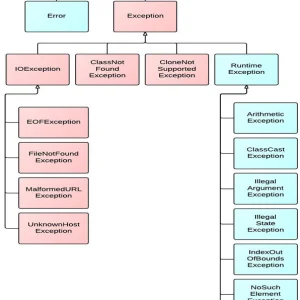 Error
Exception
IOException
ClassNot
Found
Exception
CloneNot
Supported
Exception
Runtime
Exception
EOFException
FileNotFound
Exception
MalformedURL
Exception
UnknownHost
Exception
Arithmetic
Exception
ClassCast
Exception
Illegal
Argument
Exception
Illegal
State
Exception
IndexOut
OfBounds
Exception
NoSuch
Element
Exception